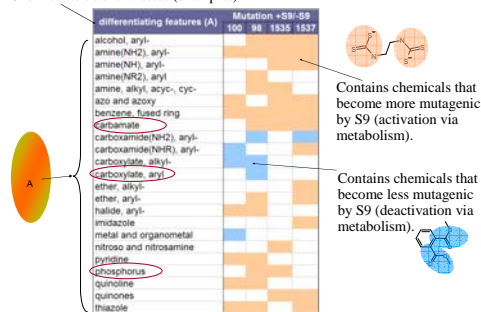 differentiating features (A)
Mutation +S9/-S9
100 98 1535 1537
alcohol, aryl-
amine(NH2), aryl-
amine(NH), aryl-
amine(NR2), aryl
amine, alkyl, acyc-, cyc-
azo and azoxy
benzene, fused ring
carbamate
carboxamide(NH2), aryl-
carboxamide(NHR), aryl-
carboxylate, alkyl-
carboxylate, aryl
ether, alkyl-
ether, aryl-
halide, aryl-
imidazole
metal and organometal
nitroso and nitrosamine
pyridine
phosphorus
quinoline
quinones
thiazole
A
Contains chemicals that
become more mutagenic
by S9 (activation via
metabolism).
Contains chemicals that
become less mutagenic
by S9 (deactivation via
metabolism).